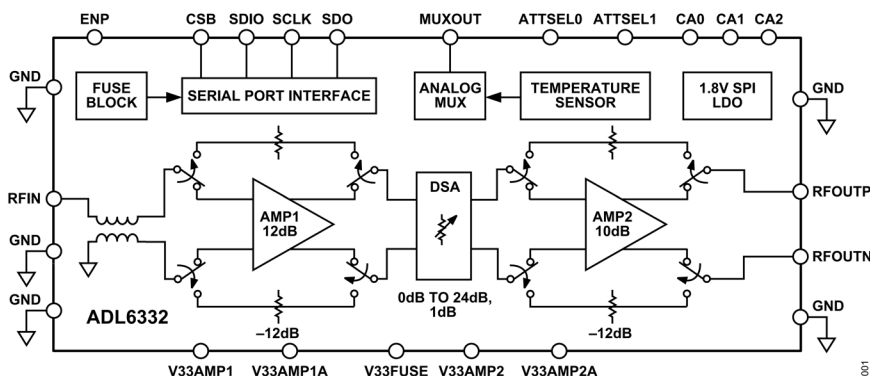 ENP CSB SDIO SCLK SDO MUXOUT ATTSEL0 ATTSEL1 CA0 CA1 CA2
GND
FUSE
BLOCK
SERIAL PORT INTERFACE
ANALOG
MUX
TEMPERATURE
SENSOR
1.8V SPI
LDO
GND
RFIN
AMP1
12dB
DSA
AMP2
10dB
RFOUTP
GND
RFOUTN
GND
ADL6332
–12dB
0dB TO 24dB,
1dB
–12dB
GND
V33AMP1 V33AMP1A V33FUSE V33AMP2 V33AMP2A
001